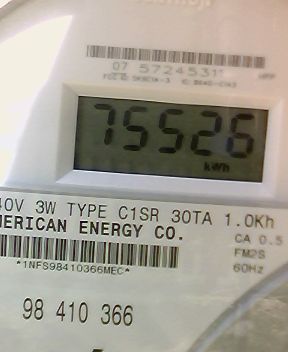 07 5724531
75526
kWh
40V 3W TYPE C1SR 30TA 1.0Kh
MERICAN ENERGY CO.
CA 0.5
FM2S
*1NFS98410366MEC*
60Hz
98 410 366